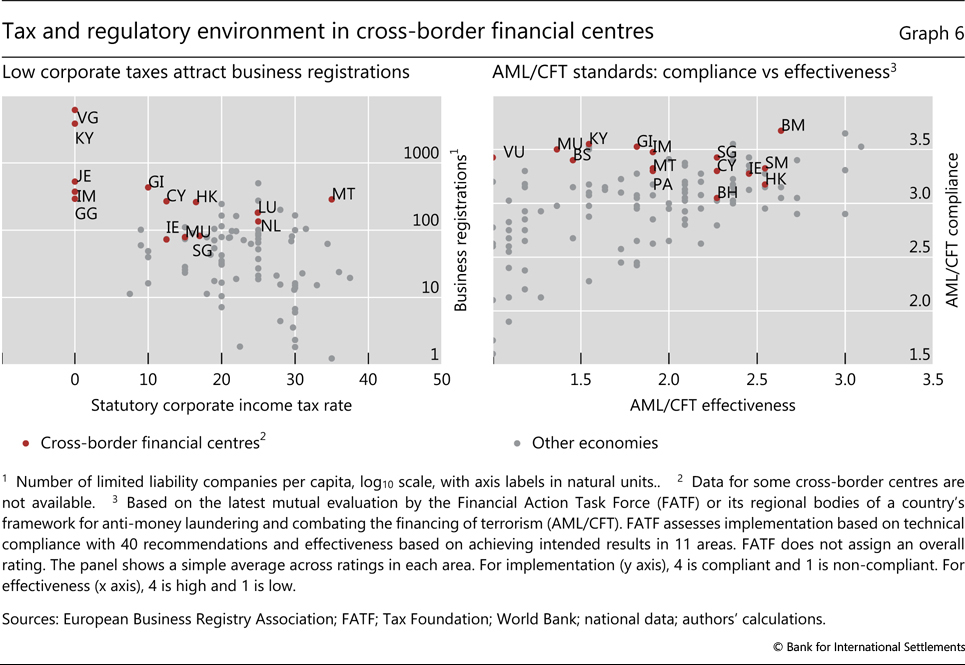 Tax and regulatory environment in cross-border financial centres
Graph 6
Low corporate taxes attract business registrations
AML/CFT standards: compliance vs effectiveness3
VG
KY
JE
IM
GG
GI
CY
HK
IE
MU
SG
LU
NL
MT
1000
100
10
1
Business registrations1
0 10 20 30 40 50
Statutory corporate income tax rate
VU
MU
KY
BS
GI
IM
MT
PA
SG
CY
BH
IE
SM
HK
BM
3.5
3.0
2.5
2.0
1.5
AML/CFT compliance
1.5 2.0 2.5 3.0 3.5
AML/CFT effectiveness
Cross-border financial centres2
Other economies
1 Number of limited liability companies per capita, log10 scale, with axis labels in natural units.. 2 Data for some cross-border centres are
not available. 3 Based on the latest mutual evaluation by the Financial Action Task Force (FATF) or its regional bodies of a country's
framework for anti-money laundering and combating the financing of terrorism (AML/CFT). FATF assesses implementation based on technical
compliance with 40 recommendations and effectiveness based on achieving intended results in 11 areas. FATF does not assign an overall
rating. The panel shows a simple average across ratings in each area. For implementation (y axis), 4 is compliant and 1 is non-compliant. For
effectiveness (x axis), 4 is high and 1 is low.
Sources: European Business Registry Association; FATF; Tax Foundation; World Bank; national data; authors' calculations.
© Bank for International Settlements